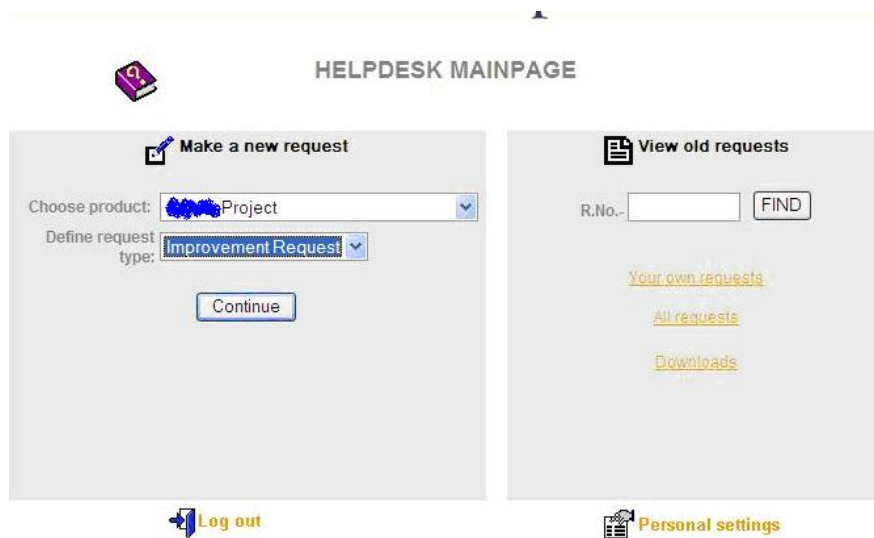 HELPDESK MAINPAGE
Make a new request
Choose product: Project
Define request type: Improvement Request
Continue
View old requests
R.No.- FIND
Your own requests
All requests
Downloads
Log out
Personal settings